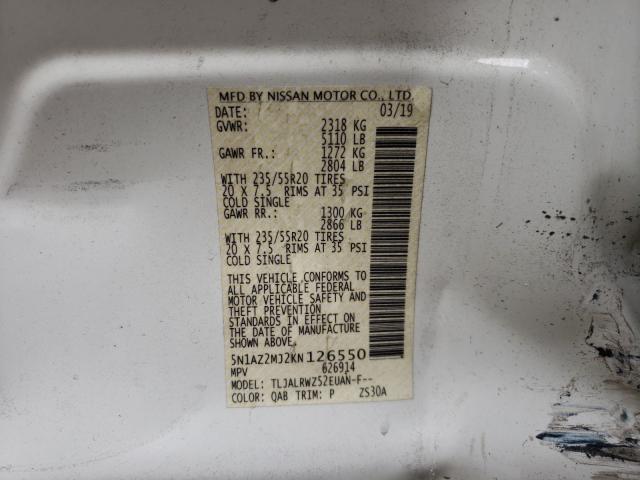 MFD BY NISSAN MOTOR CO., LTD.
DATE: 03/19
GVWR: 2318 KG
5110 LB
GAWR FR.: 1272 KG
2804 LB
WITH 235/55R20 TIRES
20 X 7.5 RIMS AT 35 PSI
COLD SINGLE
GAWR RR.: 1300 KG
2866 LB
WITH 235/55R20 TIRES
20 X 7.5 RIMS AT 35 PSI
COLD SINGLE
THIS VEHICLE CONFORMS TO
ALL APPLICABLE FEDERAL
MOTOR VEHICLE SAFETY AND
THEFT PREVENTION
STANDARDS IN EFFECT ON
THE DATE OF MANUFACTURE
SHOWN ABOVE.
5N1AZ2MJ2KN126550
MPV 626914
MODEL: TLJALRWZ52EUAN-F--
COLOR: QAB TRIM: P ZS30A